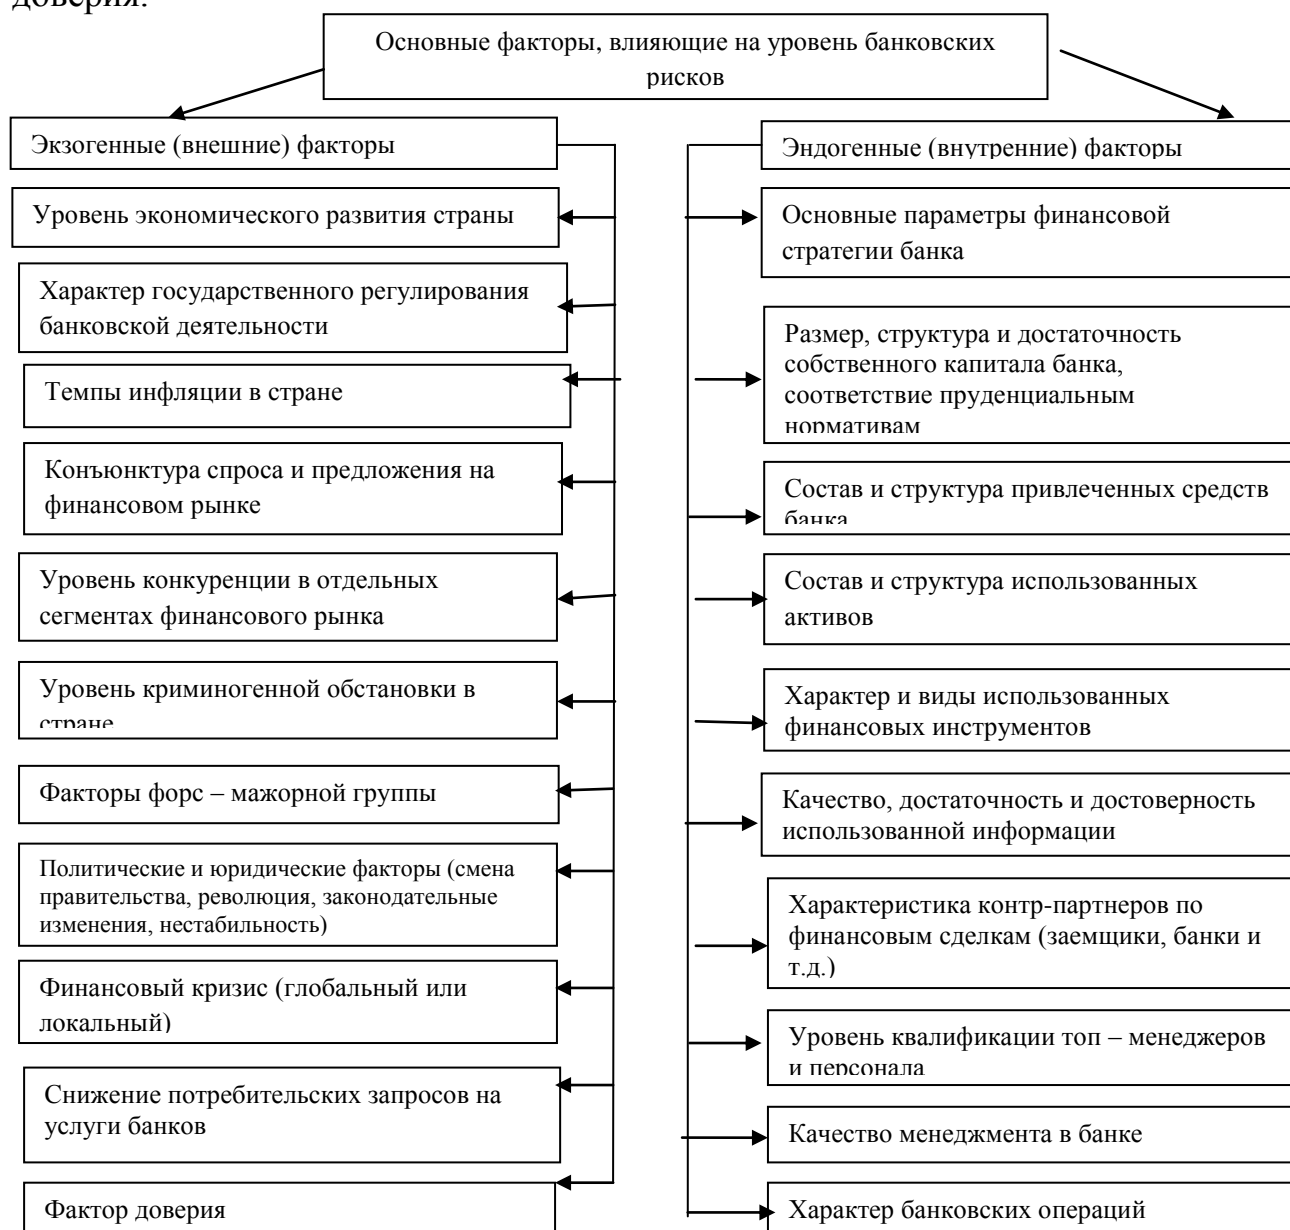 доверия.
Основные факторы, влияющие на уровень банковских
рисков
Экзогенные (внешние) факторы
Уровень экономического развития страны
Характер государственного регулирования
банковской деятельности
Темпы инфляции в стране
Конъюнктура спроса и предложения на
финансовом рынке
Уровень конкуренции в отдельных
сегментах финансового рынка
Уровень криминогенной обстановки в
стране
Факторы форс – мажорной группы
Политические и юридические факторы (смена
правительства, революция, законодательные
изменения, нестабильность)
Финансовый кризис (глобальный или
локальный)
Снижение потребительских запросов на
услуги банков
Фактор доверия
Эндогенные (внутренние) факторы
Основные параметры финансовой
стратегии банка
Размер, структура и достаточность
собственного капитала банка,
соответствие пруденциальным
нормативам
Состав и структура привлеченных средств
банка
Состав и структура использованных
активов
Характер и виды использованных
финансовых инструментов
Качество, достаточность и достоверность
использованной информации
Характеристика контр-партнеров по
финансовым сделкам (заемщики, банки и
т.д.)
Уровень квалификации топ – менеджеров
и персонала
Качество менеджмента в банке
Характер банковских операций